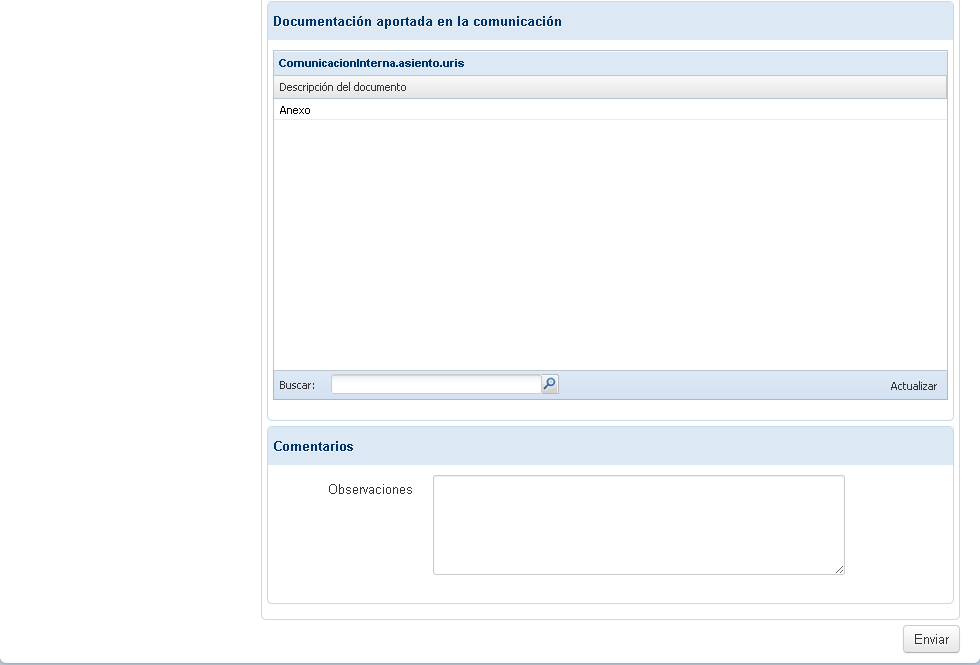 Documentación aportada en la comunicación
ComunicacionInterna.asiento.uris
Descripción del documento
Anexo
Buscar:
Actualizar
Comentarios
Observaciones
Enviar